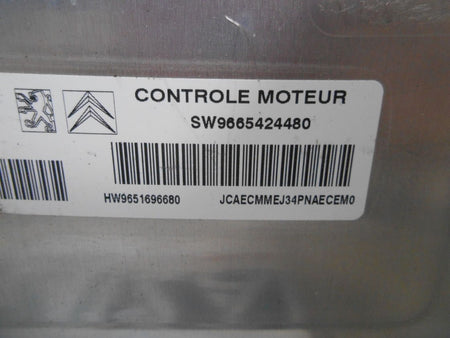 CONTROLE MOTEUR
SW9665424480
HW9651696680 JCAECMMEJ34PNAECEM0